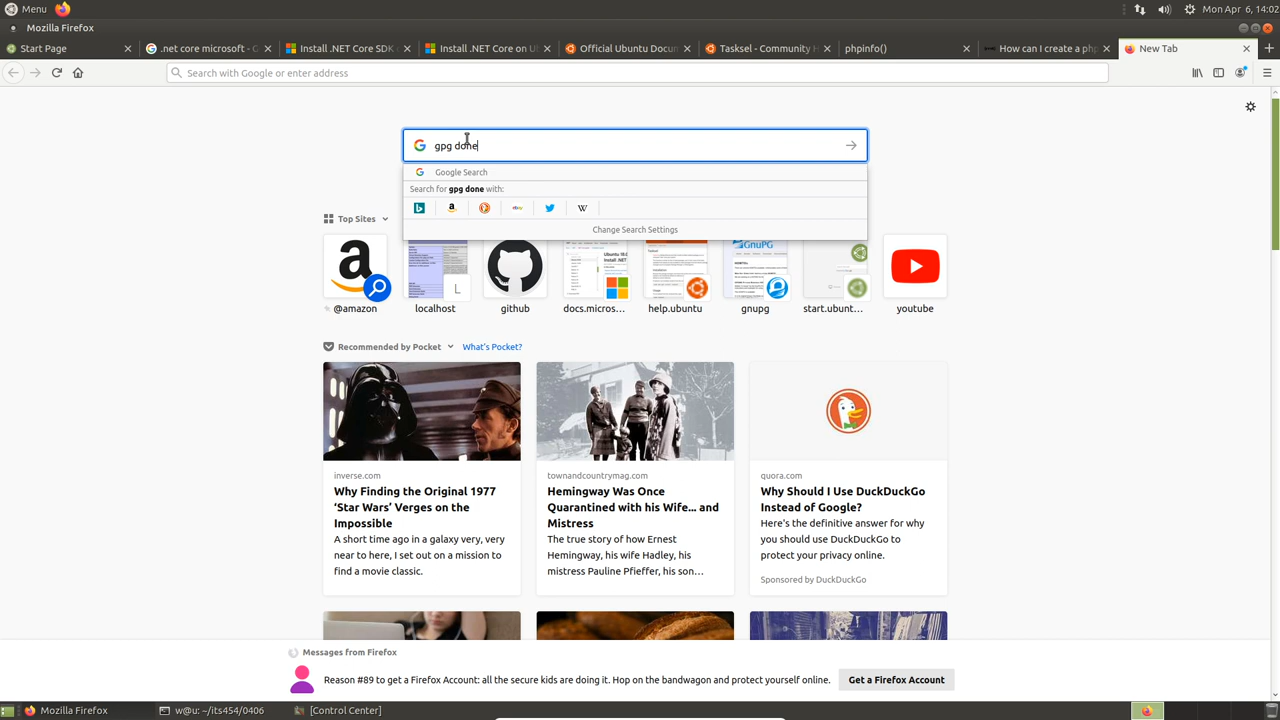 Menu
Mon Apr 6, 14:02
Mozilla Firefox
Start Page
.net core microsoft - G
Install .NET Core SDK
Install .NET Core on U
Official Ubuntu Docum
Tasksel - Community H
phpinfo()
How can I create a php
New Tab
Search with Google or enter address
gpg done
Google Search
Search for gpg done with:
Change Search Settings
Top Sites
@amazon
localhost
github
docs.micros...
help.ubuntu
gnupg
start.ubunt...
youtube
Recommended by Pocket
What's Pocket?
inverse.com
Why Finding the Original 1977
‘Star Wars’ Verges on the
Impossible
A short time ago in a galaxy very, very
near to here, I set out on a mission to
find a movie classic.
townandcountrymag.com
Hemingway Was Once
Quarantined with his Wife... and
Mistress
The true story of how Ernest
Hemingway, his wife Hadley, his
mistress Pauline Pfieffer, his son...
quora.com
Why Should I Use DuckDuckGo
Instead of Google?
Here's the definitive answer for why
you should use DuckDuckGo to
protect your privacy online.
Sponsored by DuckDuckGo
Messages from Firefox
Reason #89 to get a Firefox Account: all the secure kids are doing it. Hop on the bandwagon and protect yourself online.
Get a Firefox Account
Mozilla Firefox
w@u: ~/its454/0406
[Control Center]